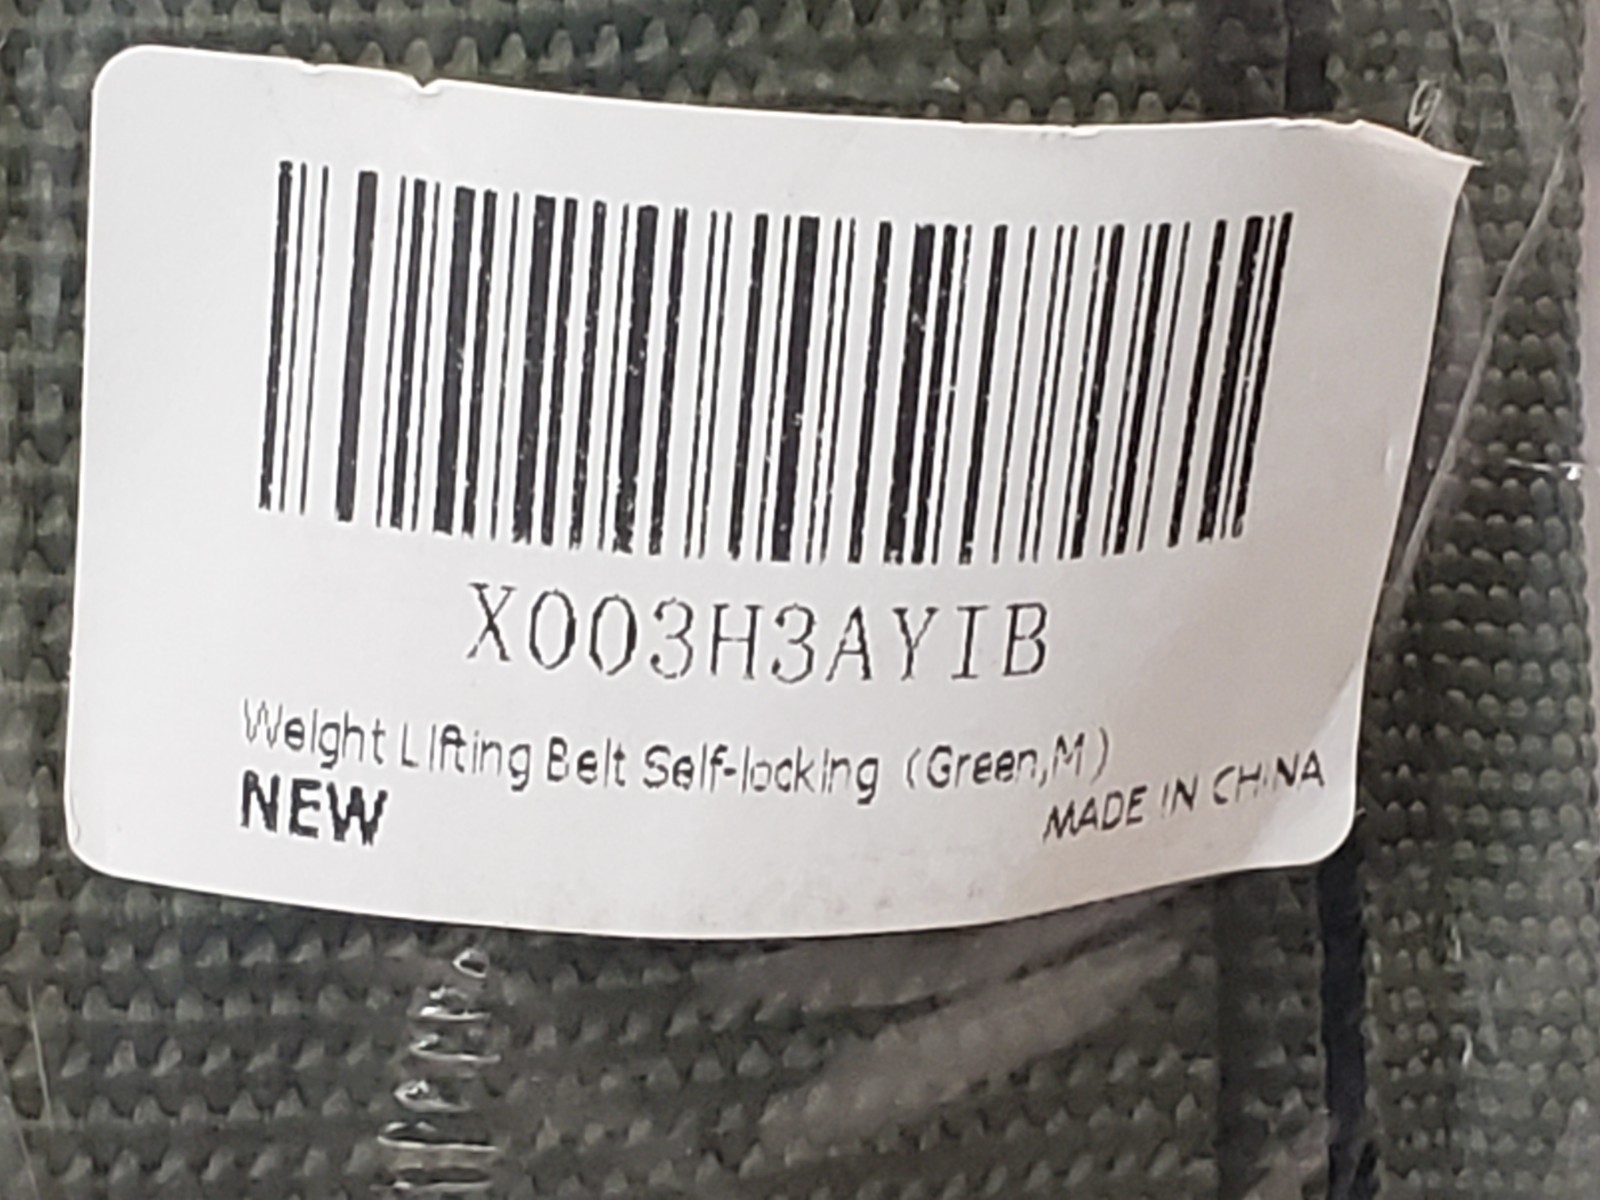 X003H3AYIB
Weight Lifting Belt Self-locking (Green,M)
NEW
MADE IN CHINA